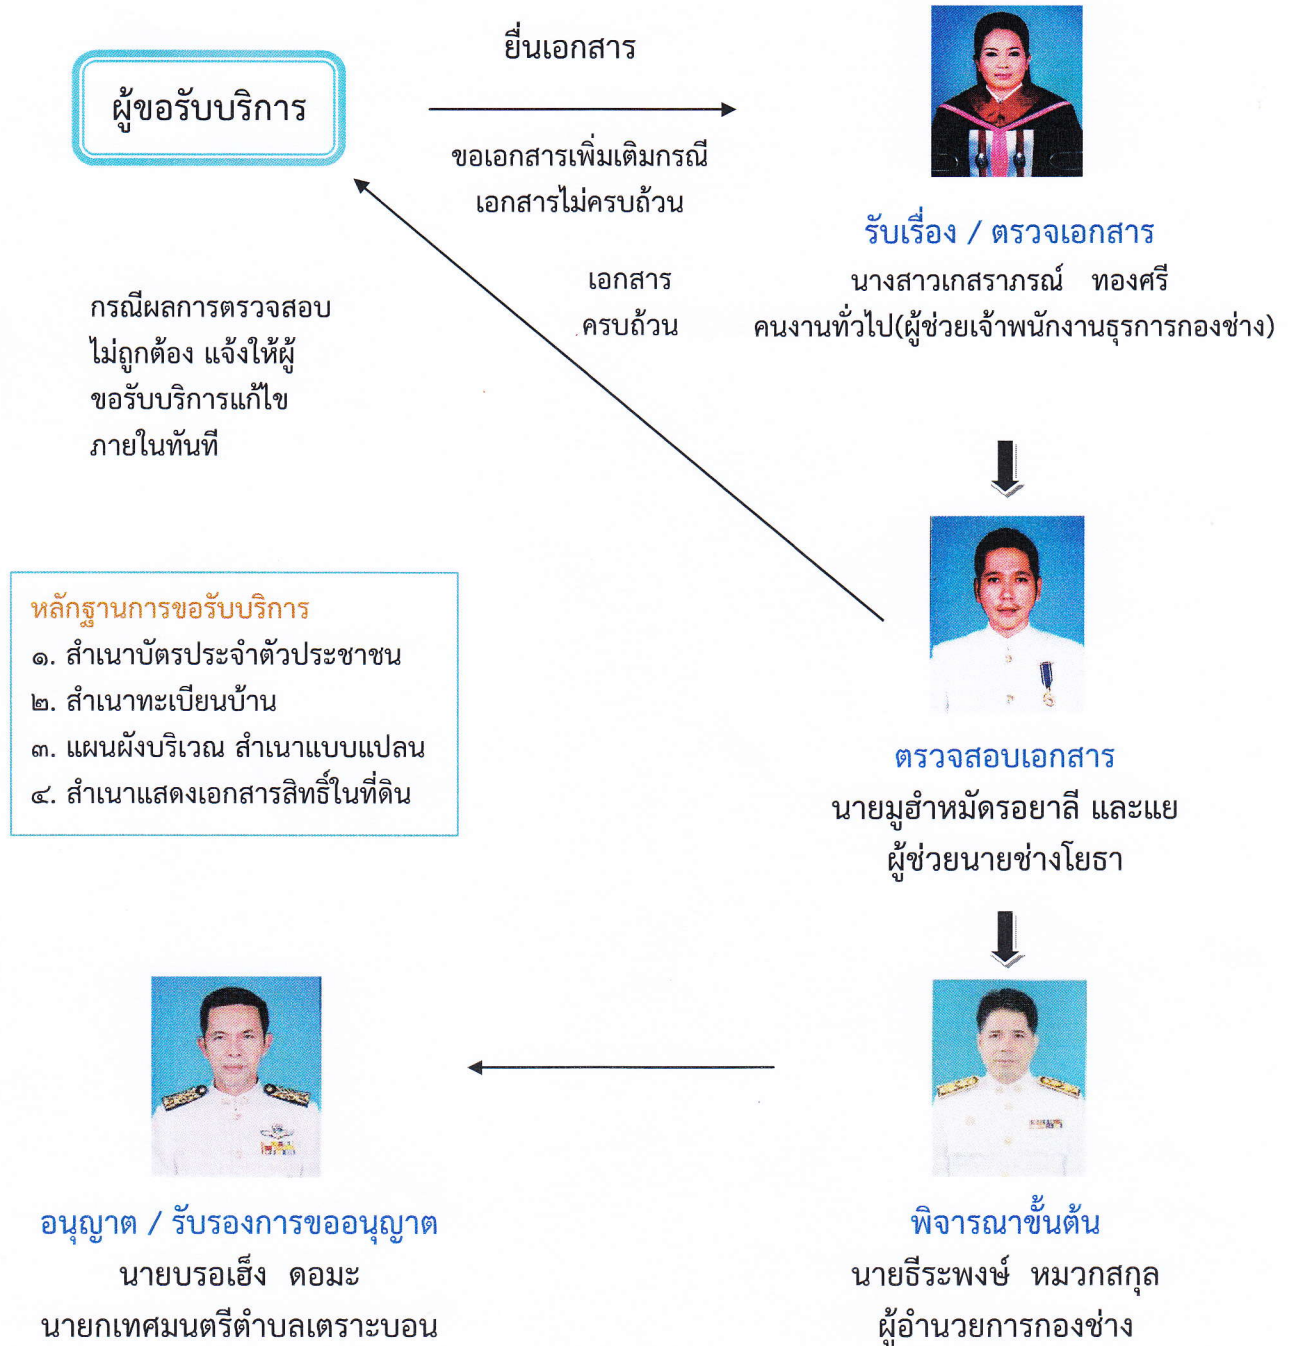 ผู้ขอรับบริการ
ยื่นเอกสาร
ขอเอกสารเพิ่มเติมกรณี
เอกสารไม่ครบถ้วน
เอกสาร
ครบถ้วน
รับเรื่อง / ตรวจเอกสาร
นางสาวเกสราภรณ์ ทองศรี
คนงานทั่วไป(ผู้ช่วยเจ้าพนักงานธุรการกองช่าง)
กรณีผลการตรวจสอบ
ไม่ถูกต้อง แจ้งให้ผู้
ขอรับบริการแก้ไข
ภายในทันที
หลักฐานการขอรับบริการ
๑. สำเนาบัตรประจำตัวประชาชน
๒. สำเนาทะเบียนบ้าน
๓. แผนผังบริเวณ สำเนาแบบแปลน
๔. สำเนาแสดงเอกสารสิทธิ์ในที่ดิน
ตรวจสอบเอกสาร
นายมูฮำหมัดรอยาลี และแย
ผู้ช่วยนายช่างโยธา
พิจารณาขั้นต้น
นายธีระพงษ์ หมวกสกุล
ผู้อำนวยการกองช่าง
อนุญาต / รับรองการขออนุญาต
นายบรอเฮ็ง ดอมะ
นายกเทศมนตรีตำบลเตราะบอน